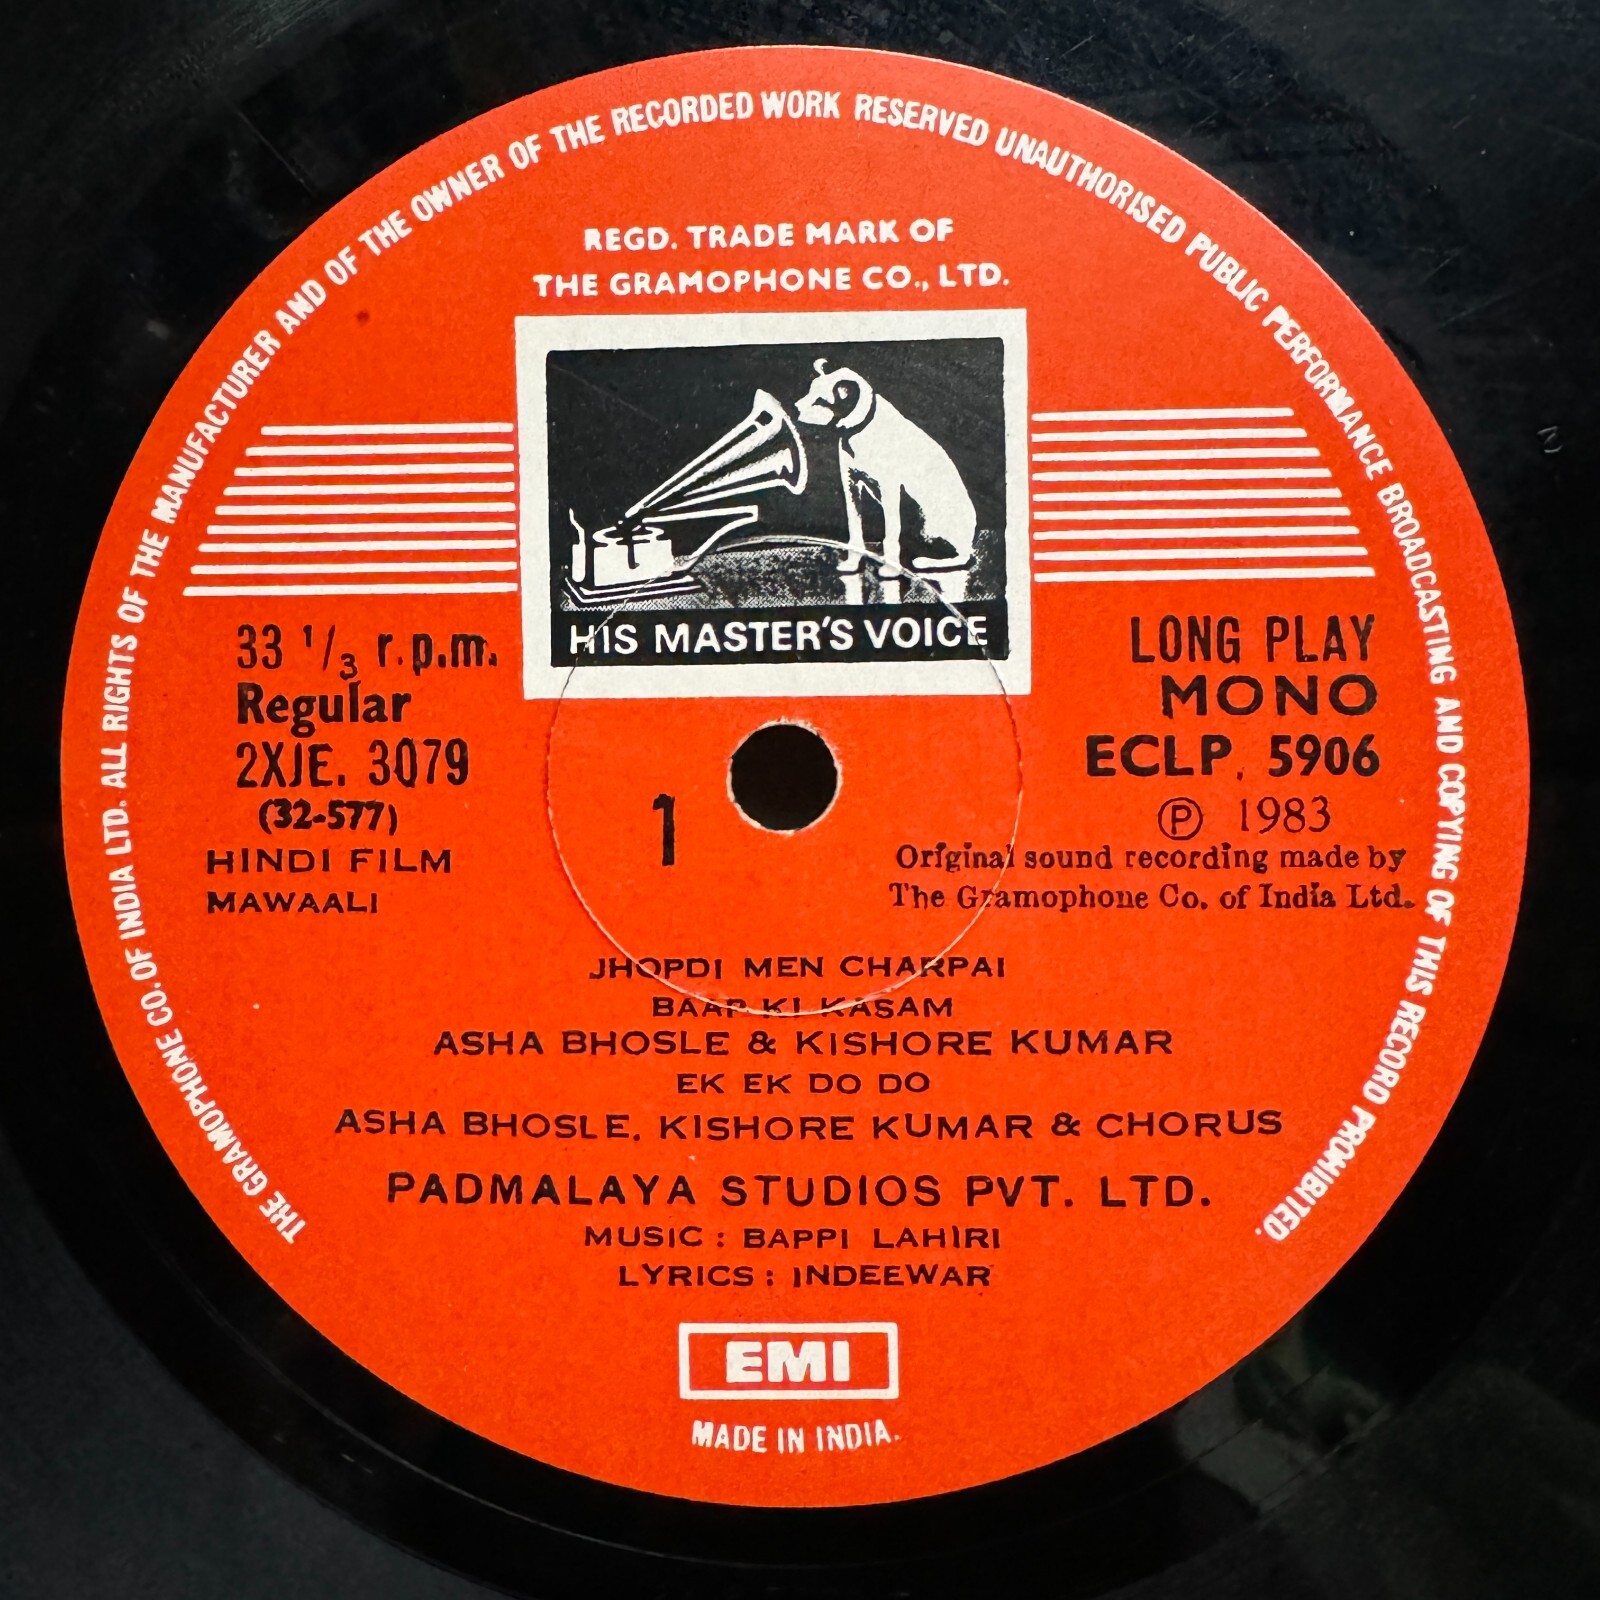 THE GRAMOPHONE CO. OF INDIA LTD. ALL RIGHTS OF THE MANUFACTURER AND OF THE OWNER OF THE RECORDED WORK RESERVED UNAUTHORISED PUBLIC PERFORMANCE BROADCASTING AND COPYING OF THIS RECORD PROHIBITED.
REGD. TRADE MARK OF
THE GRAMOPHONE CO., LTD.
HIS MASTER'S VOICE
33 1/3 r.p.m.
Regular
2XJE. 3079
(32-577)
HINDI FILM
MAWAALI
1
LONG PLAY
MONO
ECLP. 5906
Ⓟ 1983
Original sound recording made by
The Gramophone Co. of India Ltd.
JHOPDI MEN CHARPAI
BAAP KI KASAM
ASHA BHOSLE & KISHORE KUMAR
EK EK DO DO
ASHA BHOSLE, KISHORE KUMAR & CHORUS
PADMALAYA STUDIOS PVT. LTD.
MUSIC : BAPPI LAHIRI
LYRICS : INDEEWAR
EMI
MADE IN INDIA.